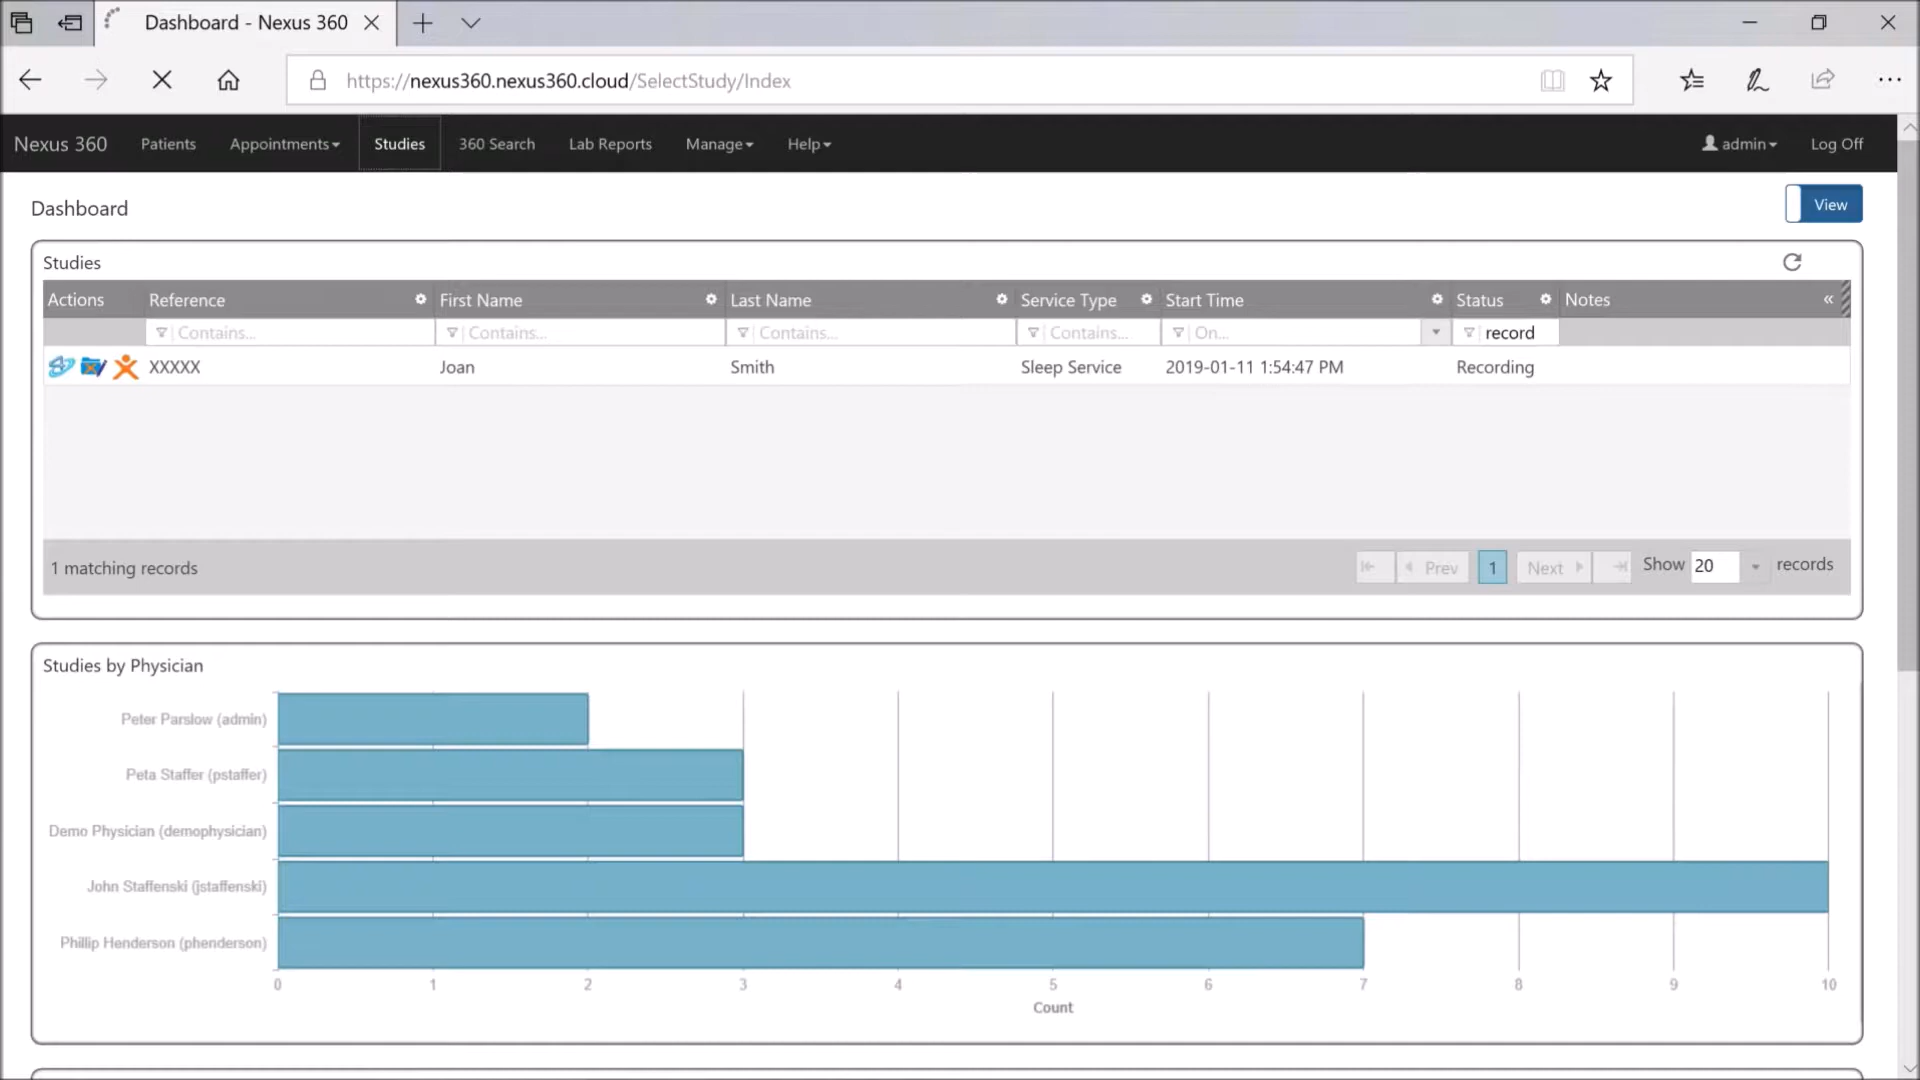 Dashboard - Nexus 360
https://nexus360.nexus360.cloud/SelectStudy/Index
Nexus 360 Patients Appointments Studies 360 Search Lab Reports Manage Help admin Log Off
Dashboard View
Studies
Actions Reference First Name Last Name Service Type Start Time Status Notes «
Contains... Contains... Contains... Contains... On... record
XXXXX Joan Smith Sleep Service 2019-01-11 1:54:47 PM Recording
1 matching records Prev 1 Next Show 20 records
Studies by Physician
Peter Parslow (admin)
Peta Staffer (pstaffer)
Demo Physician (demophysician)
John Staffenski (jstaffenski)
Phillip Henderson (phenderson)
0 1 2 3 4 5 6 7 8 9 10
Count